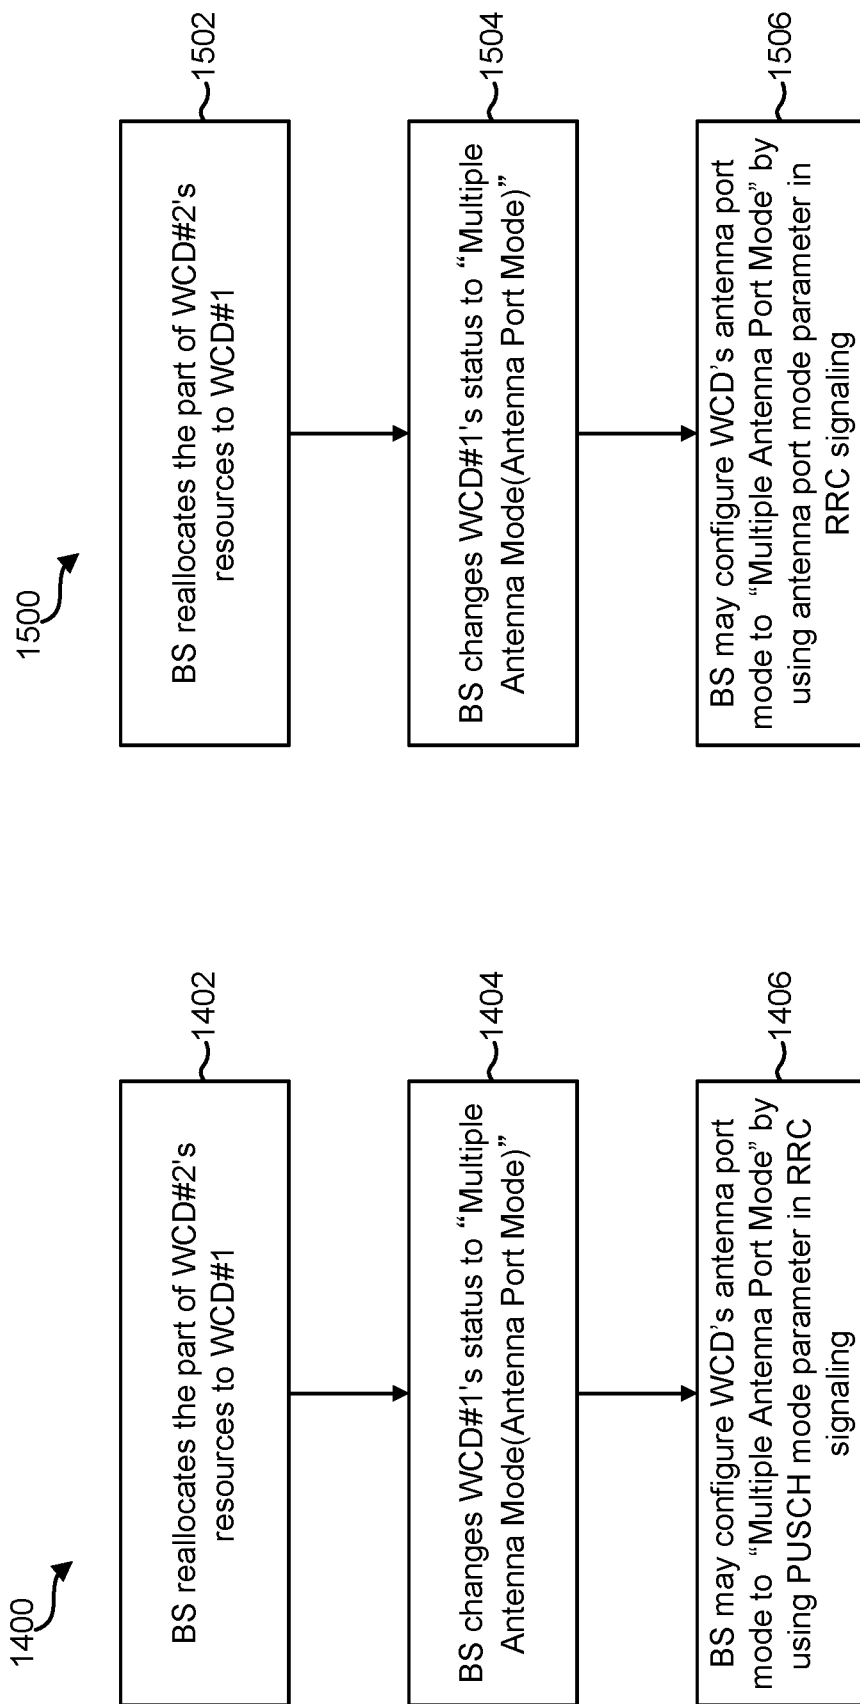 1400
BS reallocates the part of WCD#2's
resources to WCD#1
1402
BS changes WCD#1's status to “Multiple
Antenna Mode(Antenna Port Mode)”
1404
BS may configure WCD's antenna port
mode to “Multiple Antenna Port Mode” by
using PUSCH mode parameter in RRC
signaling
1406
1500
BS reallocates the part of WCD#2's
resources to WCD#1
1502
BS changes WCD#1's status to “Multiple
Antenna Mode(Antenna Port Mode)”
1504
BS may configure WCD's antenna port
mode to “Multiple Antenna Port Mode” by
using antenna port mode parameter in
RRC signaling
1506